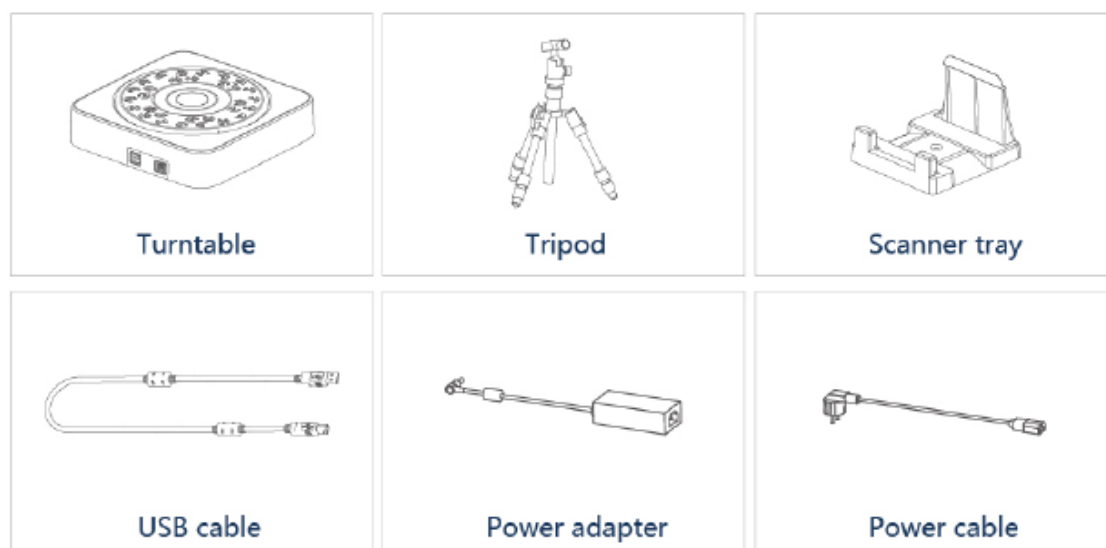 Turntable
Tripod
Scanner tray
USB cable
Power adapter
Power cable